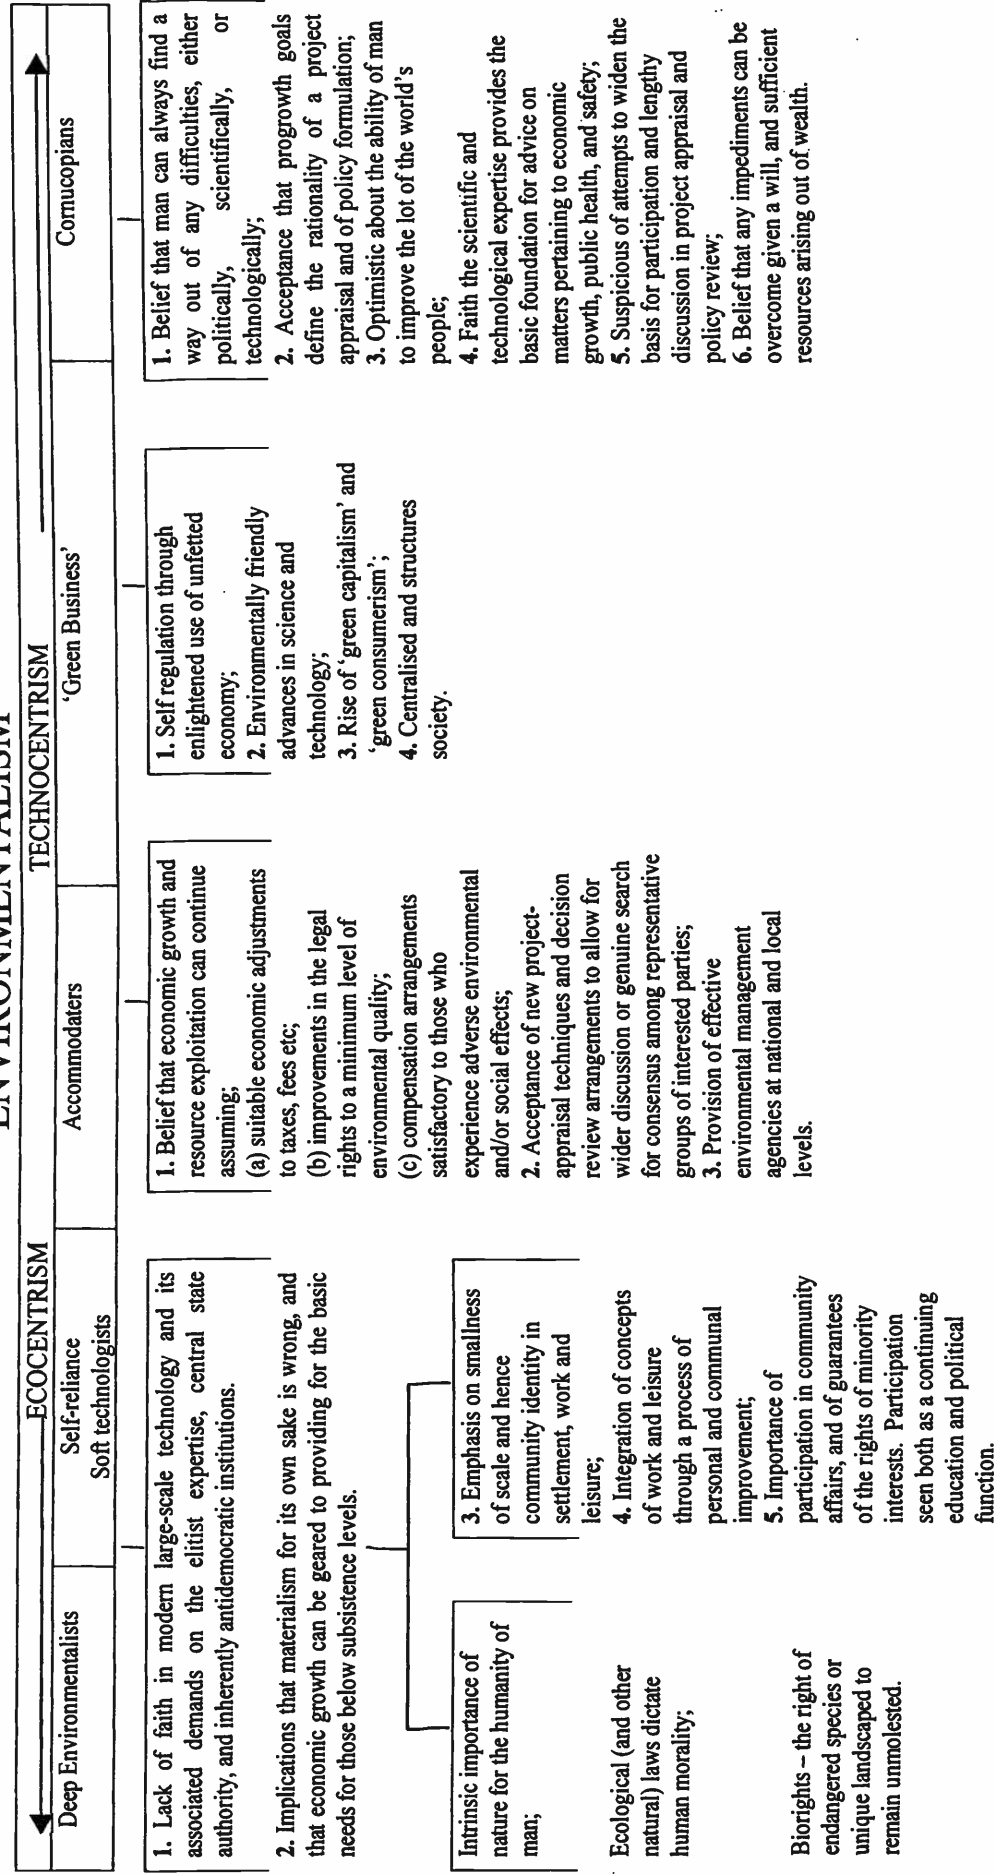 ENVIRONMENTALISM
ECOCENTRISM
TECHNOCENTRISM
Deep Environmentalists
Self-reliance
Soft technologists
Accommodaters
'Green Business'
Cornucopians
1. Lack of faith in modern large-scale technology and its
associated demands on the elitist expertise, central state
authority, and inherently antidemocratic institutions.
2. Implications that materialism for its own sake is wrong, and
that economic growth can be geared to providing for the basic
needs for those below subsistence levels.
Intrinsic importance of
nature for the humanity of
man;
Ecological (and other
natural) laws dictate
human morality;
Biorights – the right of
endangered species or
unique landscaped to
remain unmolested.
3. Emphasis on smallness
of scale and hence
community identity in
settlement, work and
leisure;
4. Integration of concepts
of work and leisure
through a process of
personal and communal
improvement;
5. Importance of
participation in community
affairs, and of guarantees
of the rights of minority
interests. Participation
seen both as a continuing
education and political
function.
1. Belief that economic growth and
resource exploitation can continue
assuming;
(a) suitable economic adjustments
to taxes, fees etc;
(b) improvements in the legal
rights to a minimum level of
environmental quality;
(c) compensation arrangements
satisfactory to those who
experience adverse environmental
and/or social effects;
2. Acceptance of new project-
appraisal techniques and decision
review arrangements to allow for
wider discussion or genuine search
for consensus among representative
groups of interested parties;
3. Provision of effective
environmental management
agencies at national and local
levels.
1. Self regulation through
enlightened use of unfetted
economy;
2. Environmentally friendly
advances in science and
technology;
3. Rise of 'green capitalism' and
'green consumerism';
4. Centralised and structures
society.
1. Belief that man can always find a
way out of any difficulties, either
politically, scientifically, or
technologically;
2. Acceptance that progrowth goals
define the rationality of a project
appraisal and of policy formulation;
3. Optimistic about the ability of man
to improve the lot of the world's
people;
4. Faith the scientific and
technological expertise provides the
basic foundation for advice on
matters pertaining to economic
growth, public health, and safety;
5. Suspicious of attempts to widen the
basis for participation and lengthy
discussion in project appraisal and
policy review;
6. Belief that any impediments can be
overcome given a will, and sufficient
resources arising out of wealth.